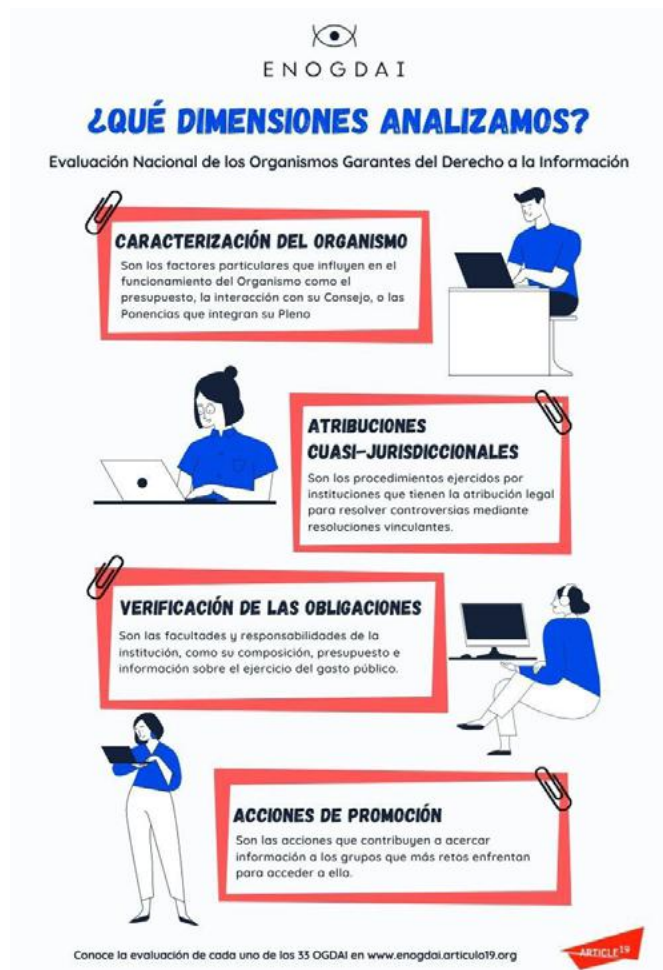 ENOGDAI
¿QUÉ DIMENSIONES ANALIZAMOS?
Evaluación Nacional de los Organismos Garantes del Derecho a la Información
CARACTERIZACIÓN DEL ORGANISMO
Son los factores particulares que influyen en el
funcionamiento del Organismo como el
presupuesto, la interacción con su Consejo, o las
Ponencias que integran su Pleno
ATRIBUCIONES
CUASI-JURISDICCIONALES
Son los procedimientos ejercidos por
instituciones que tienen la atribución legal
para resolver controversias mediante
resoluciones vinculantes.
VERIFICACIÓN DE LAS OBLIGACIONES
Son las facultades y responsabilidades de la
institución, como su composición, presupuesto e
información sobre el ejercicio del gasto público.
ACCIONES DE PROMOCIÓN
Son las acciones que contribuyen a acercar
información a los grupos que más retos enfrentan
para acceder a ella.
Conoce la evaluación de cada uno de los 33 OGDAI en www.enogdai.articulo19.org
ARTICLE 19